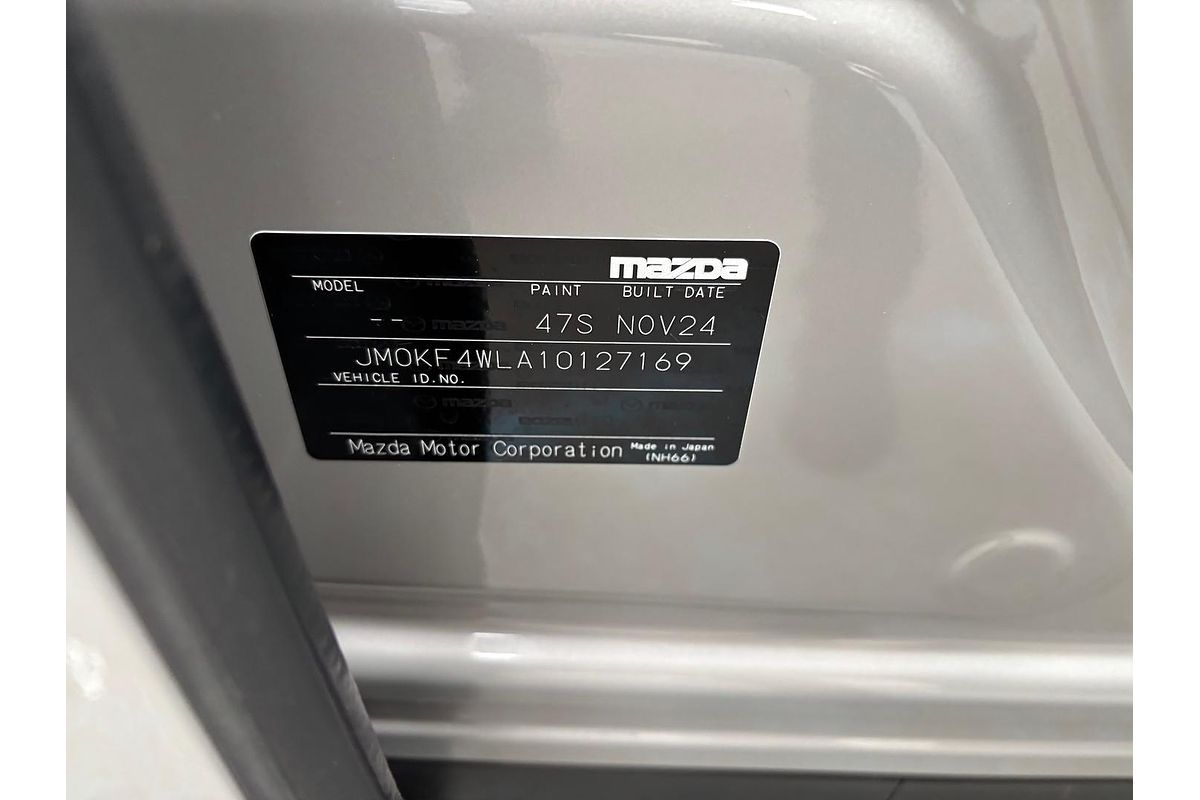 mazda
MODEL PAINT BUILT DATE
-- 47S NOV24
JM0KF4WLA10127169
VEHICLE ID.NO.
Mazda Motor Corporation Made in Japan
(NH66)